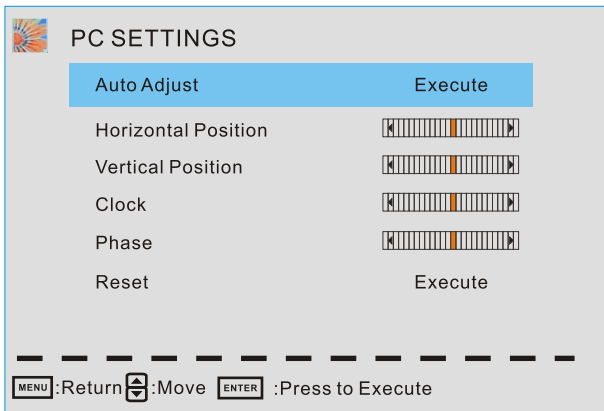 PC SETTINGS
Auto Adjust Execute
Horizontal Position
Vertical Position
Clock
Phase
Reset Execute
MENU :Return :Move ENTER :Press to Execute